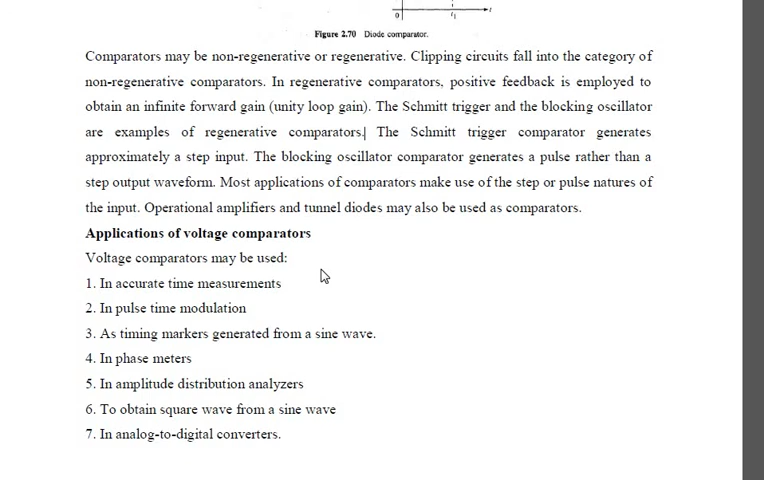 0
t1
t
Figure 2.70 Diode comparator.
Comparators may be non-regenerative or regenerative. Clipping circuits fall into the category of
non-regenerative comparators. In regenerative comparators, positive feedback is employed to
obtain an infinite forward gain (unity loop gain). The Schmitt trigger and the blocking oscillator
are examples of regenerative comparators. The Schmitt trigger comparator generates
approximately a step input. The blocking oscillator comparator generates a pulse rather than a
step output waveform. Most applications of comparators make use of the step or pulse natures of
the input. Operational amplifiers and tunnel diodes may also be used as comparators.
Applications of voltage comparators
Voltage comparators may be used:
1. In accurate time measurements
2. In pulse time modulation
3. As timing markers generated from a sine wave.
4. In phase meters
5. In amplitude distribution analyzers
6. To obtain square wave from a sine wave
7. In analog-to-digital converters.